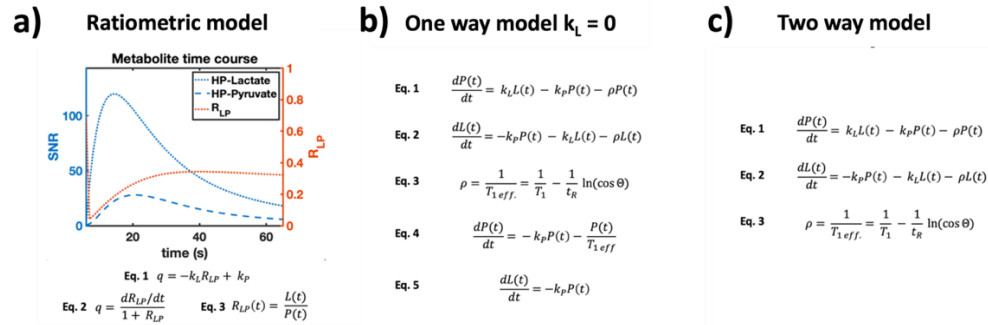 a) Ratiometric model
Metabolite time course
HP-Lactate
HP-Pyruvate
R_LP
SNR
100
50
0
1
0.8
0.6
0.4
0.2
0
R_LP
20 40 60
time (s)
Eq. 1 q = −k_L R_LP + k_P
Eq. 2 q = (dR_LP/dt)/(1 + R_LP) Eq. 3 R_LP(t) = L(t)/P(t)
b) One way model k_L = 0
Eq. 1 dP(t)/dt = k_L L(t) − k_P P(t) − ρP(t)
Eq. 2 dL(t)/dt = −k_P P(t) − k_L L(t) − ρL(t)
Eq. 3 ρ = 1/T_1 eff. = 1/T_1 − 1/t_R ln(cos Θ)
Eq. 4 dP(t)/dt = −k_P P(t) − P(t)/T_1 eff
Eq. 5 dL(t)/dt = −k_P P(t)
c) Two way model
Eq. 1 dP(t)/dt = k_L L(t) − k_P P(t) − ρP(t)
Eq. 2 dL(t)/dt = −k_P P(t) − k_L L(t) − ρL(t)
Eq. 3 ρ = 1/T_1 eff. = 1/T_1 − 1/t_R ln(cos Θ)